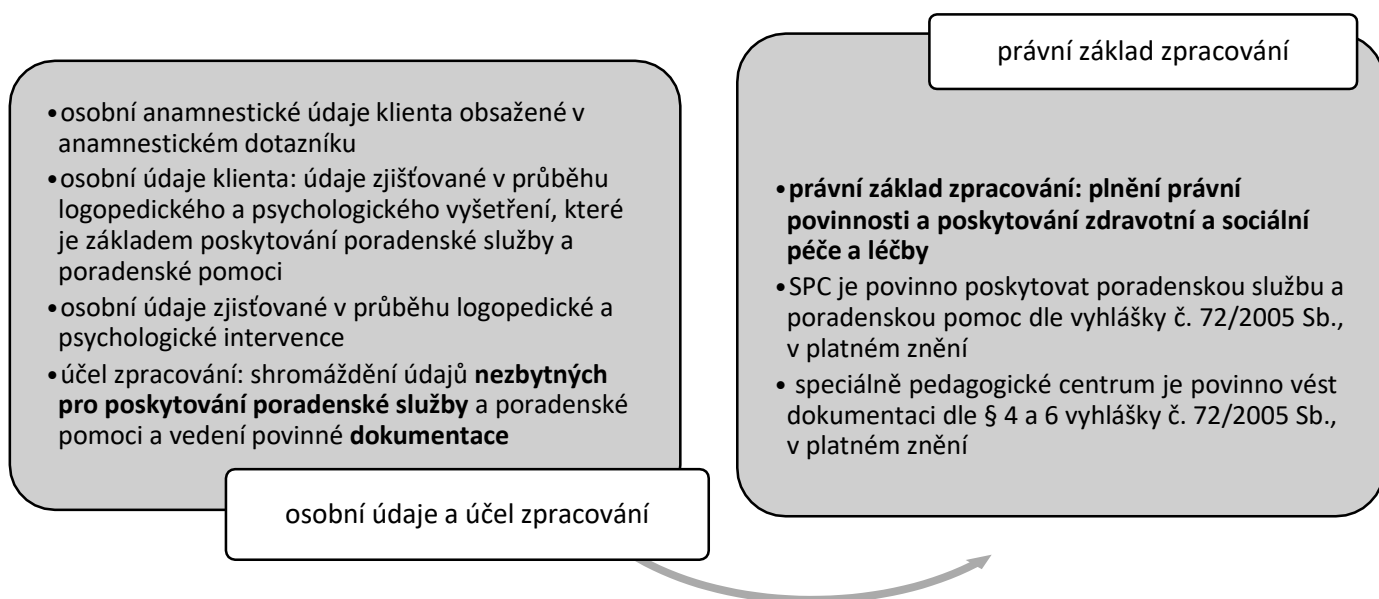 •osobní anamnestické údaje klienta obsažené v
anamnestickém dotazníku
•osobní údaje klienta: údaje zjišťované v průběhu
logopedického a psychologického vyšetření, které
je základem poskytování poradenské služby a
poradenské pomoci
•osobní údaje zjisťované v průběhu logopedické a
psychologické intervence
•účel zpracování: shromáždění údajů nezbytných
pro poskytování poradenské služby a poradenské
pomoci a vedení povinné dokumentace
osobní údaje a účel zpracování
právní základ zpracování
•právní základ zpracování: plnění právní
povinnosti a poskytování zdravotní a sociální
péče a léčby
•SPC je povinno poskytovat poradenskou službu a
poradenskou pomoc dle vyhlášky č. 72/2005 Sb.,
v platném znění
• speciálně pedagogické centrum je povinno vést
dokumentaci dle § 4 a 6 vyhlášky č. 72/2005 Sb.,
v platném znění